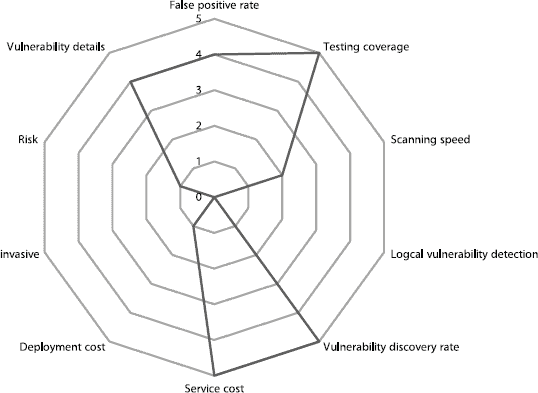 False positive rate
5
Vulnerability details
Testing coverage
4
3
2
Risk
Scanning speed
1
0
invasive
Logcal vulnerability detection
Deployment cost
Vulnerability discovery rate
Service cost